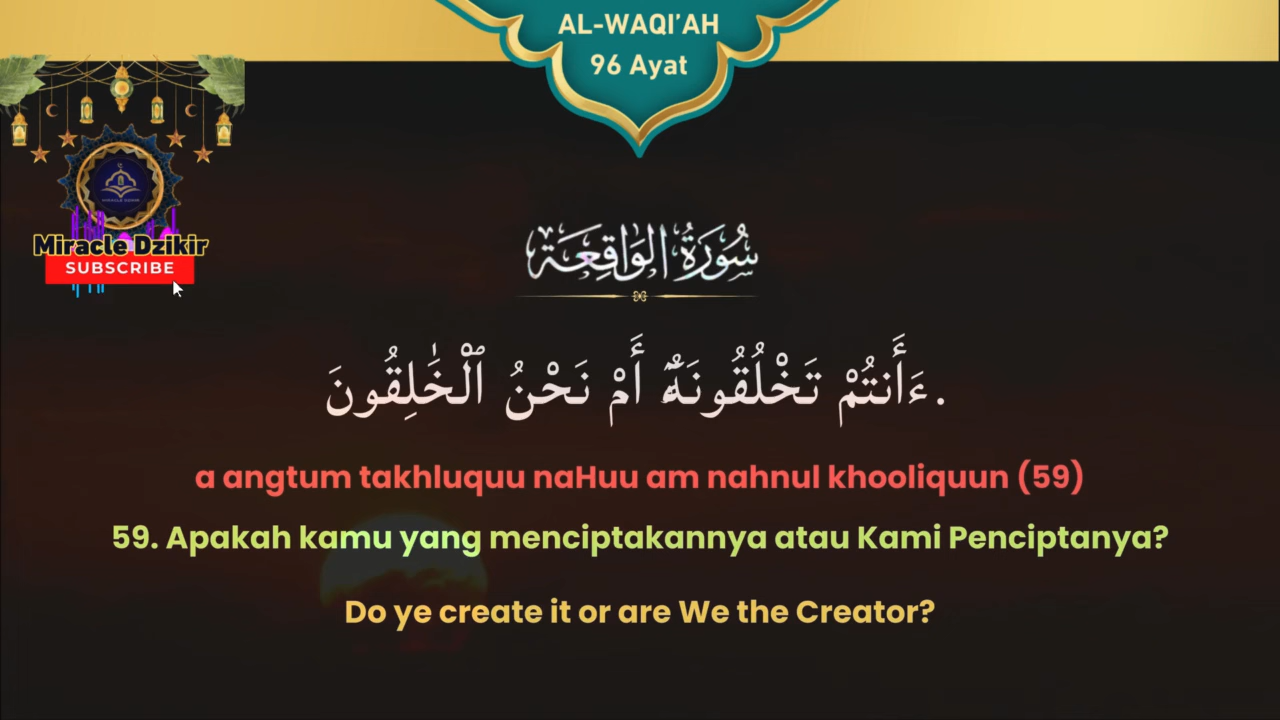 AL-WAQI'AH
96 Ayat
Miracle Dzikir
SUBSCRIBE
سُورَةُ الوَاقِعَة
ءَأَنتُمْ تَخْلُقُونَهُۥٓ أَمْ نَحْنُ ٱلْخَٰلِقُونَ.
a angtum takhluquu naHuu am nahnul khooliquun (59)
59. Apakah kamu yang menciptakannya atau Kami Penciptanya?
Do ye create it or are We the Creator?